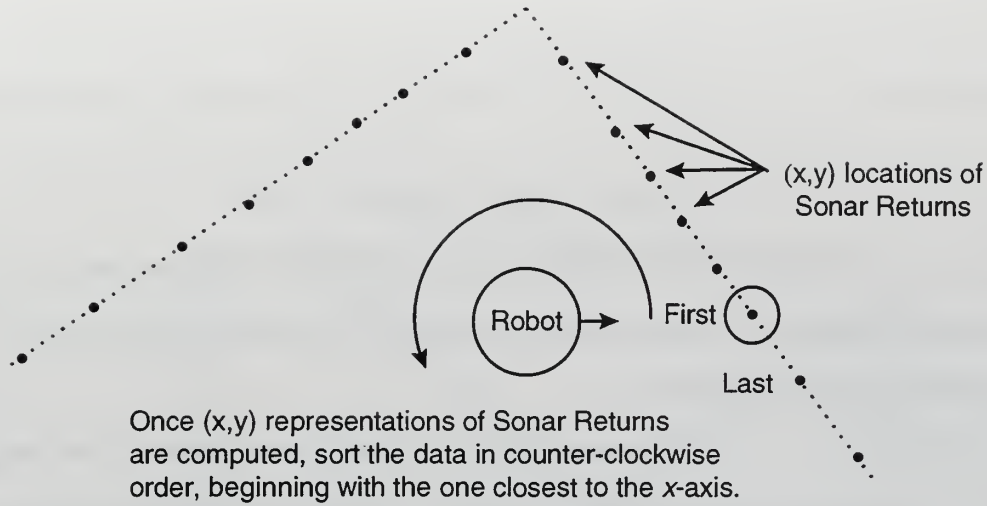 (x,y) locations of
Sonar Returns
Robot
First
Last
Once (x,y) representations of Sonar Returns
are computed, sort the data in counter-clockwise
order, beginning with the one closest to the x-axis.